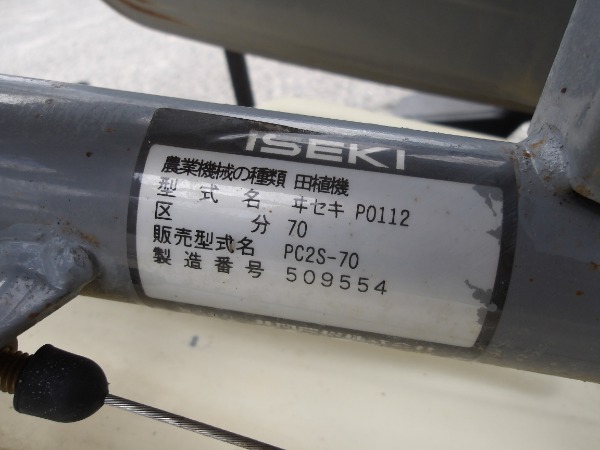 ISEKI
農業機械の種類 田植機
型式名 ヰセキ P0112
区分 70
販売型式名 PC2S-70
製造番号 509554